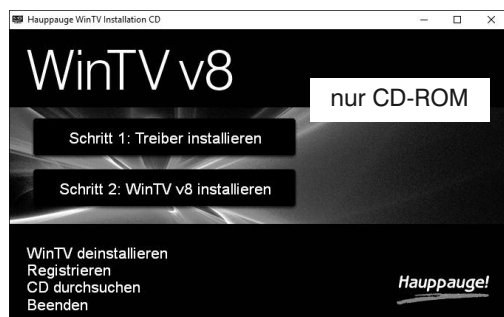 Hauppauge WinTV Installation CD
WinTV v8
nur CD-ROM
Schritt 1: Treiber installieren
Schritt 2: WinTV v8 installieren
WinTV deinstallieren
Registrieren
CD durchsuchen
Beenden
Hauppauge!